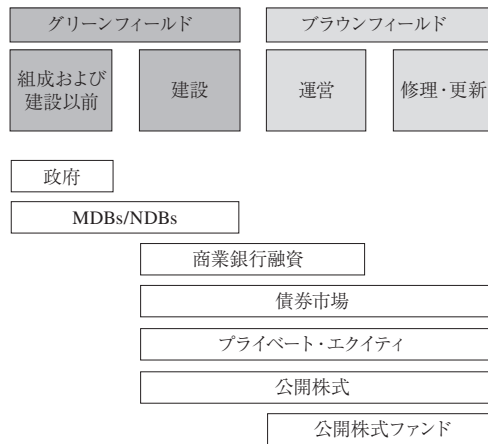 グリーンフィールド
ブラウンフィールド
組成および
建設以前
建設
運営
修理・更新
政府
MDBs/NDBs
商業銀行融資
債券市場
プライベート・エクイティ
公開株式
公開株式ファンド